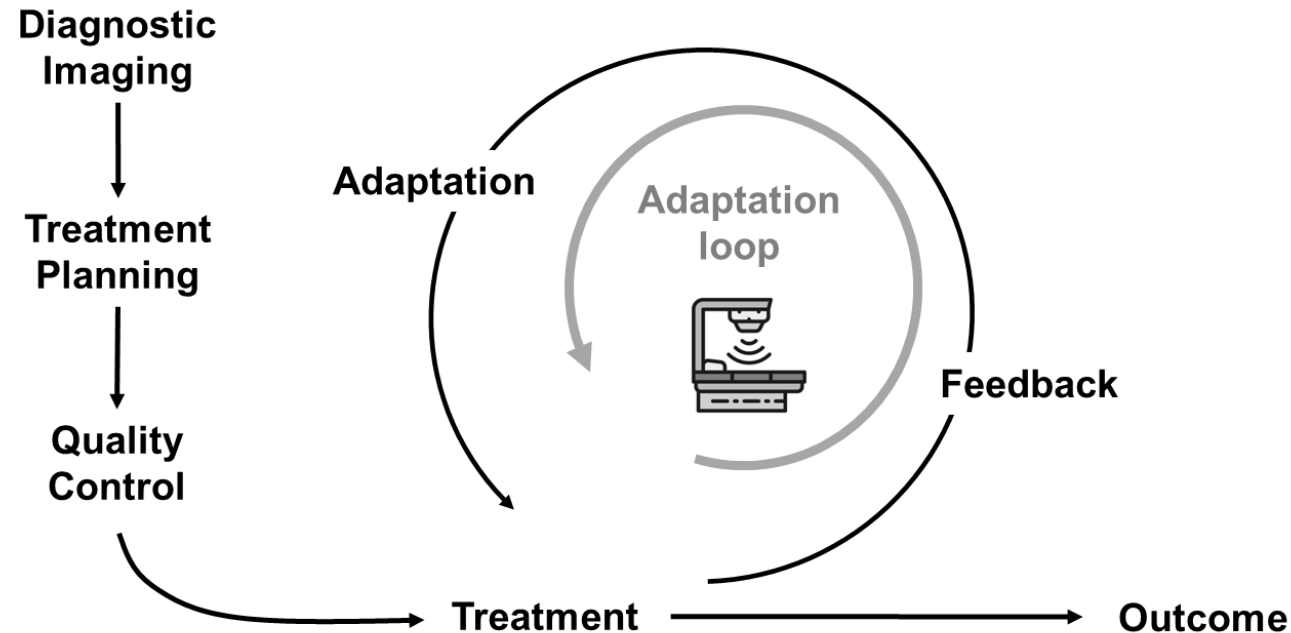 Diagnostic
Imaging
Treatment
Planning
Quality
Control
Adaptation
Adaptation
loop
Feedback
Treatment
Outcome